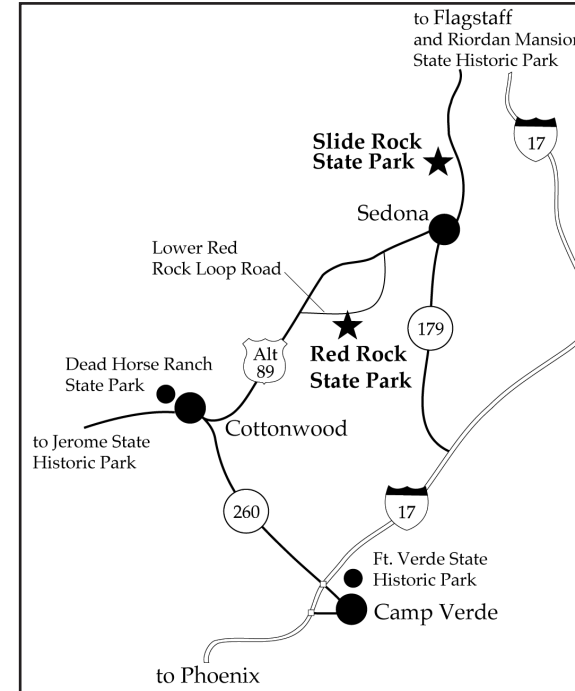 to Flagstaff
and Riordan Mansion
State Historic Park
17
Slide Rock
State Park
Sedona
Lower Red
Rock Loop Road
179
Alt
89
Red Rock
State Park
Dead Horse Ranch
State Park
Cottonwood
to Jerome State
Historic Park
260
17
Ft. Verde State
Historic Park
Camp Verde
to Phoenix